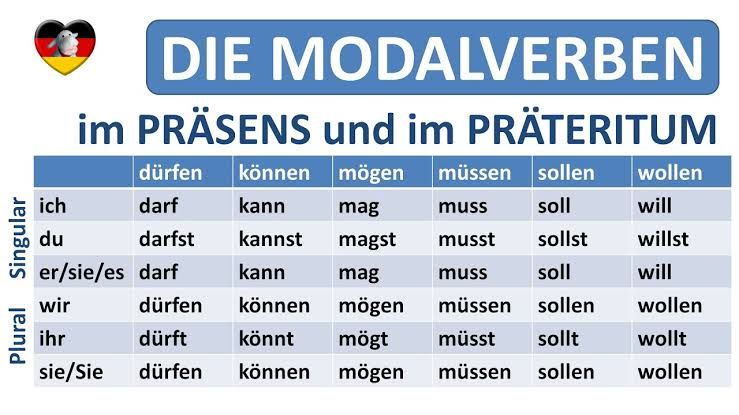 DIE MODALVERBEN
im PRÄSENS und im PRÄTERITUM
dürfen können mögen müssen sollen wollen
Singular
ich darf kann mag muss soll will
du darfst kannst magst musst sollst willst
er/sie/es darf kann mag muss soll will
Plural
wir dürfen können mögen müssen sollen wollen
ihr dürft könnt mögt müsst sollt wollt
sie/Sie dürfen können mögen müssen sollen wollen